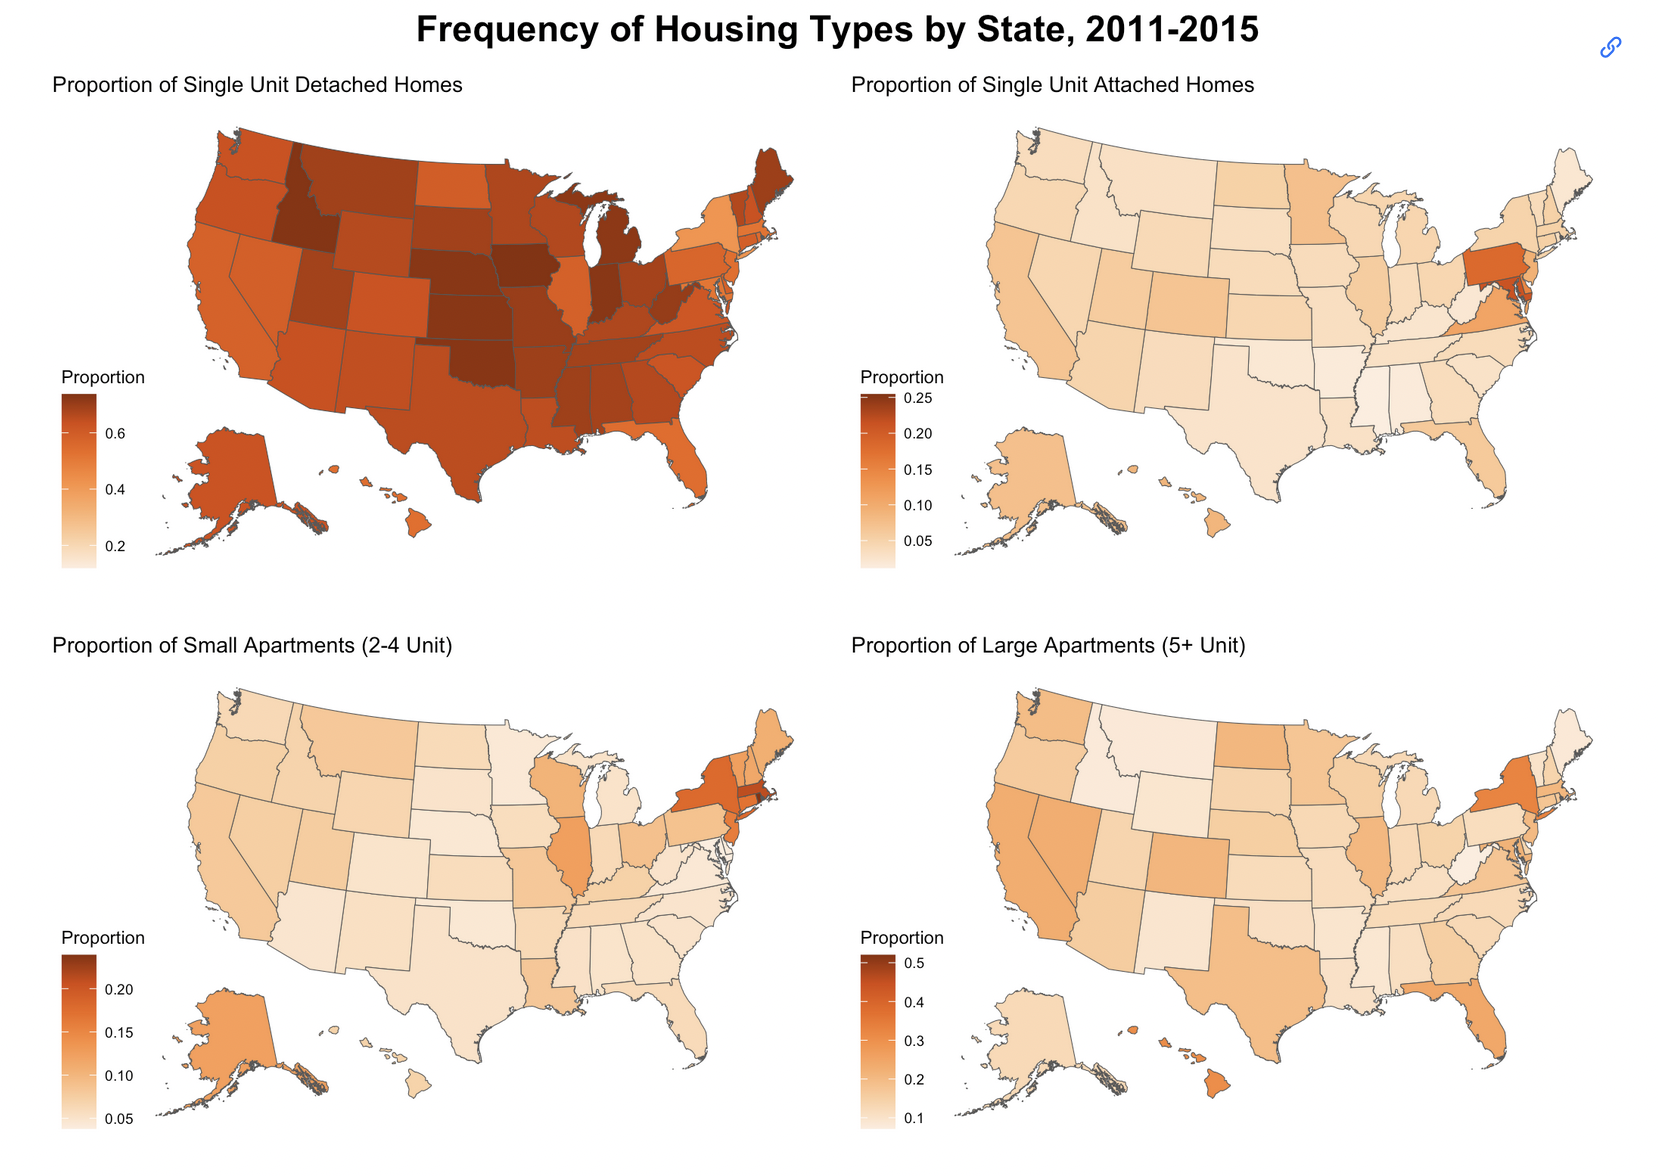 Frequency of Housing Types by State, 2011-2015
Proportion of Single Unit Detached Homes
Proportion
0.6
0.4
0.2
Proportion of Single Unit Attached Homes
Proportion
0.25
0.20
0.15
0.10
0.05
Proportion of Small Apartments (2-4 Unit)
Proportion
0.20
0.15
0.10
0.05
Proportion of Large Apartments (5+ Unit)
Proportion
0.5
0.4
0.3
0.2
0.1